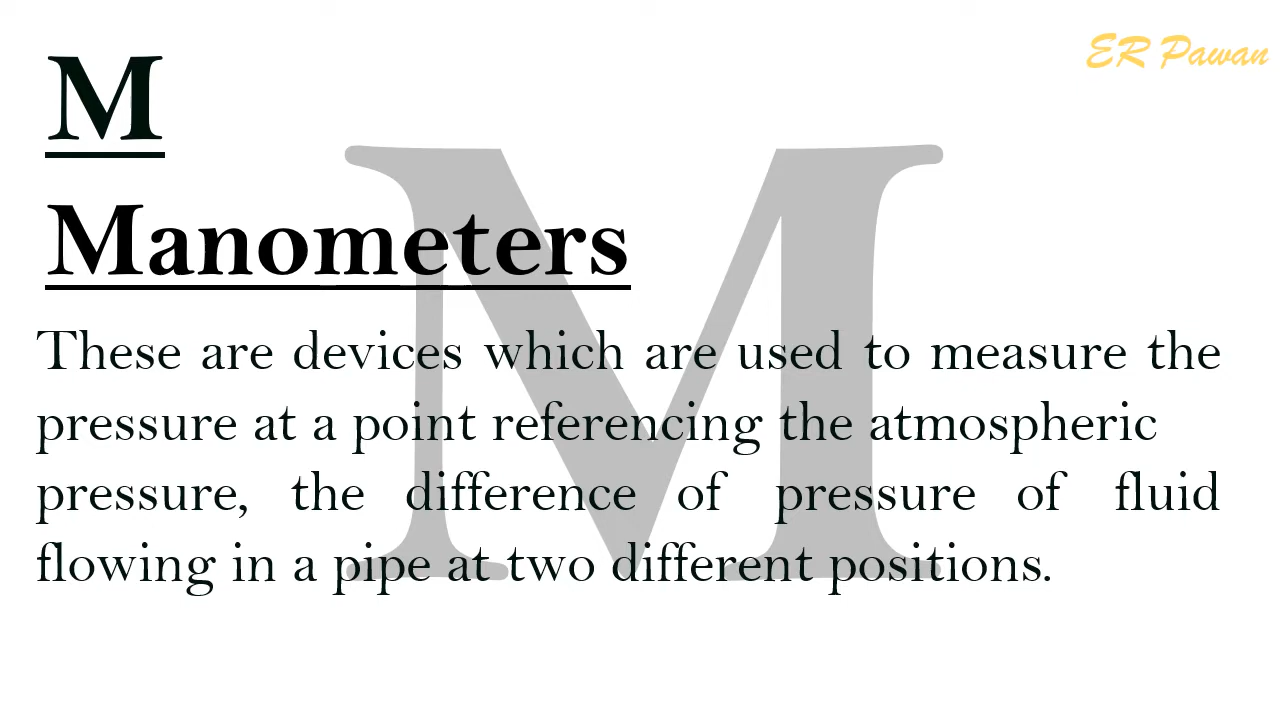 ER Pawan
M
M
Manometers
These are devices which are used to measure the
pressure at a point referencing the atmospheric
pressure, the difference of pressure of fluid
flowing in a pipe at two different positions.